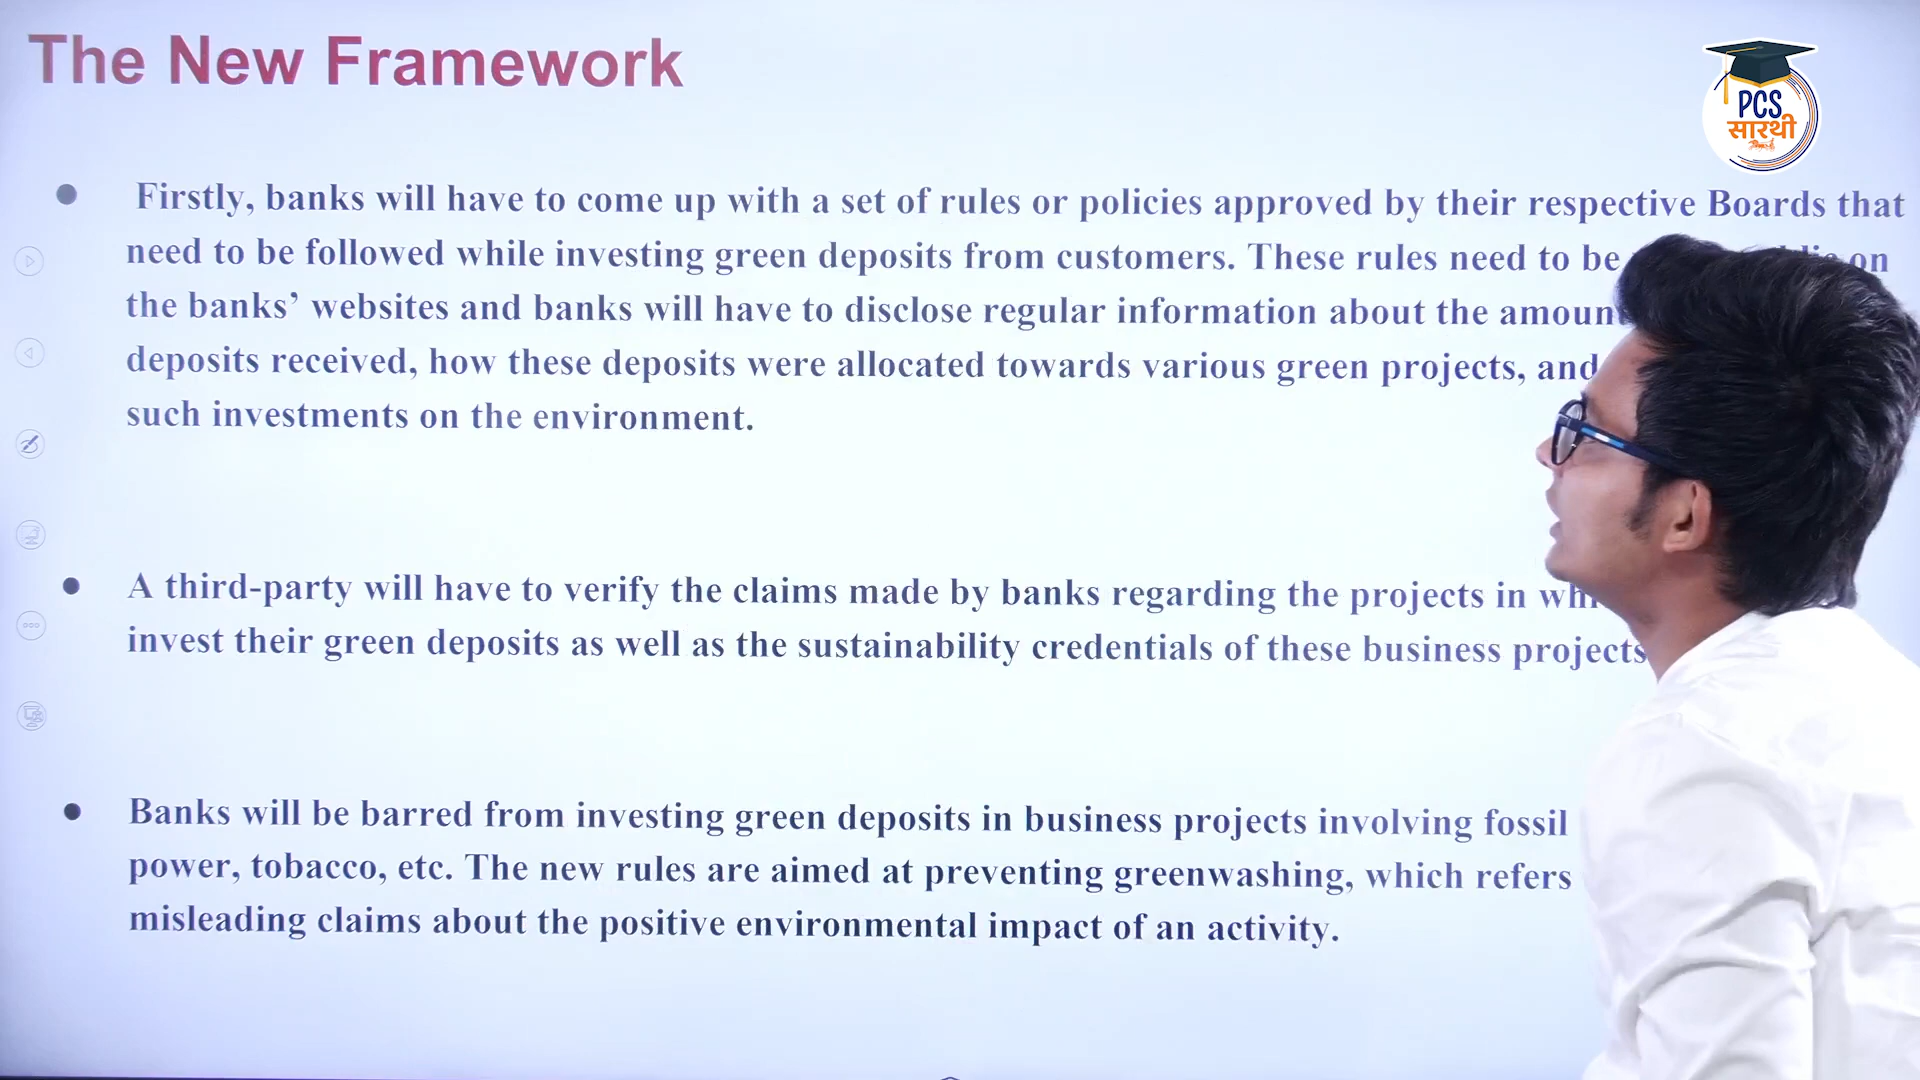 The New Framework
PCS
सारथी
Firstly, banks will have to come up with a set of rules or policies approved by their respective Boards that
need to be followed while investing green deposits from customers. These rules need to be on
the banks’ websites and banks will have to disclose regular information about the amoun
deposits received, how these deposits were allocated towards various green projects, and
such investments on the environment.
A third-party will have to verify the claims made by banks regarding the projects in
invest their green deposits as well as the sustainability credentials of these business projects
Banks will be barred from investing green deposits in business projects involving fossil
power, tobacco, etc. The new rules are aimed at preventing greenwashing, which refers
misleading claims about the positive environmental impact of an activity.